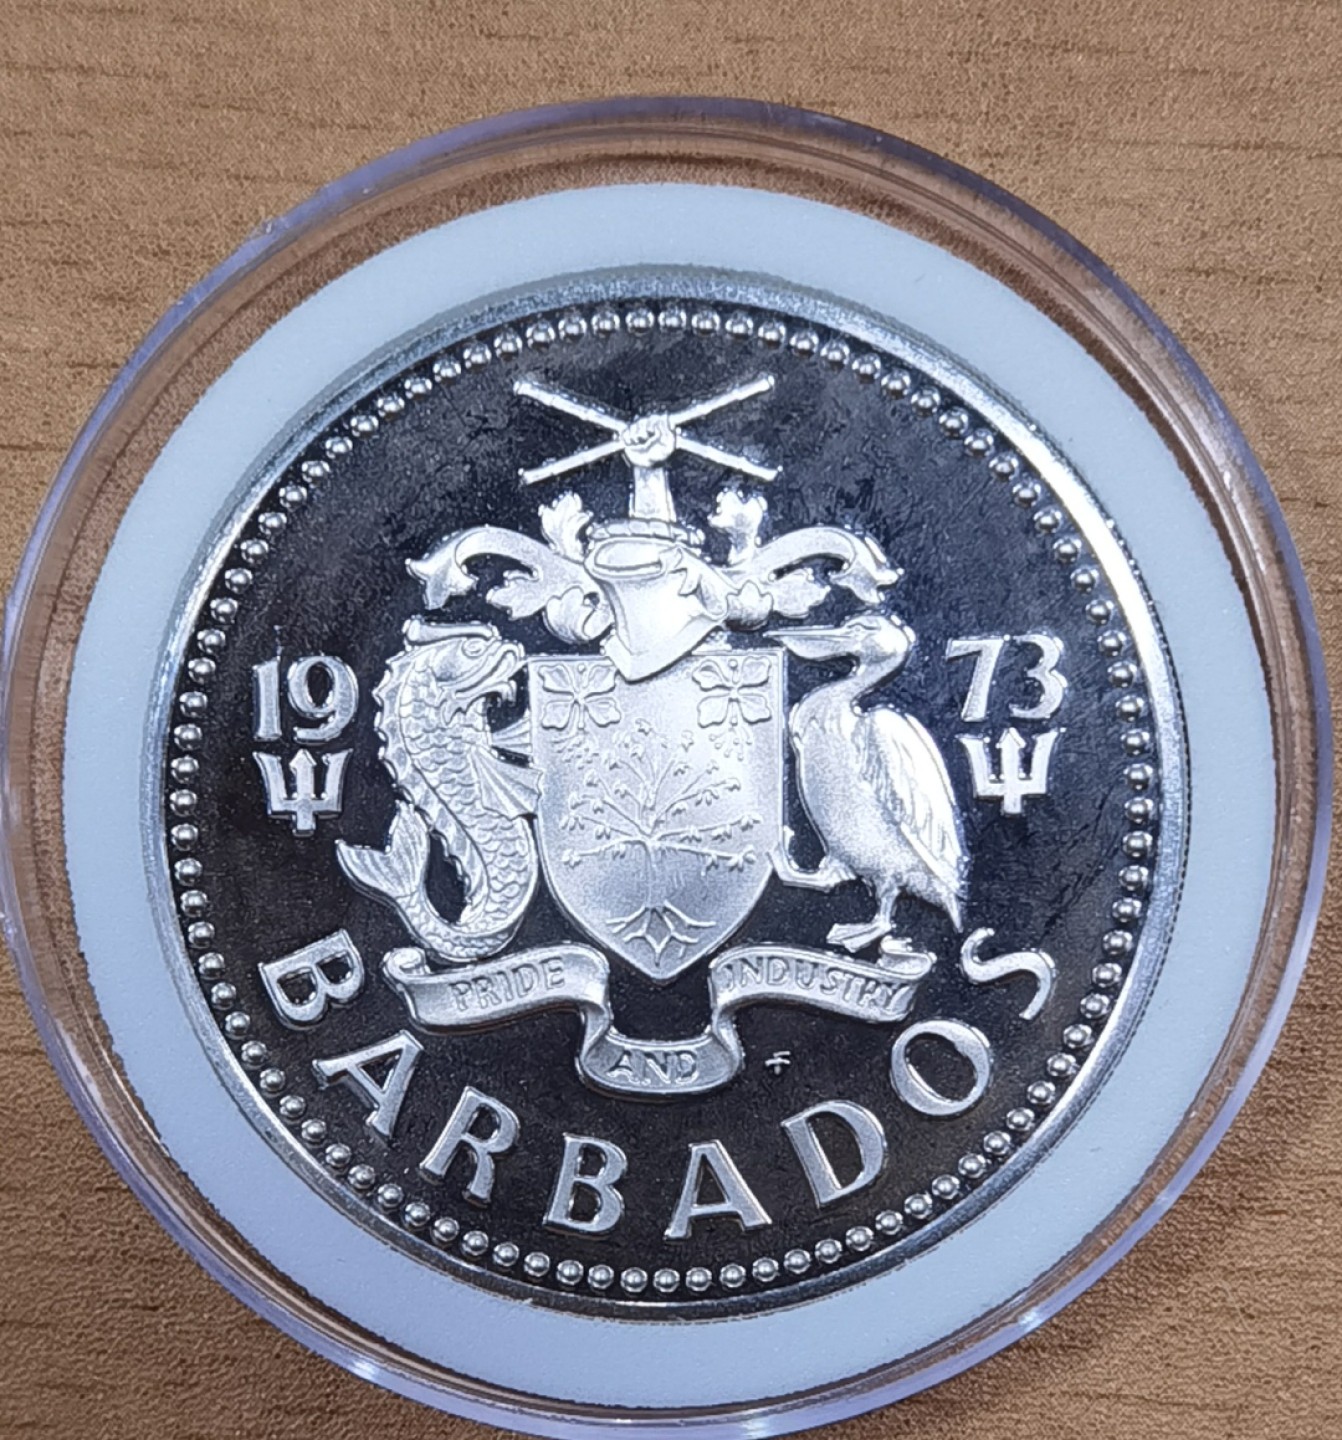 19 73
PRIDE AND INDUSTRY
BARBADOS